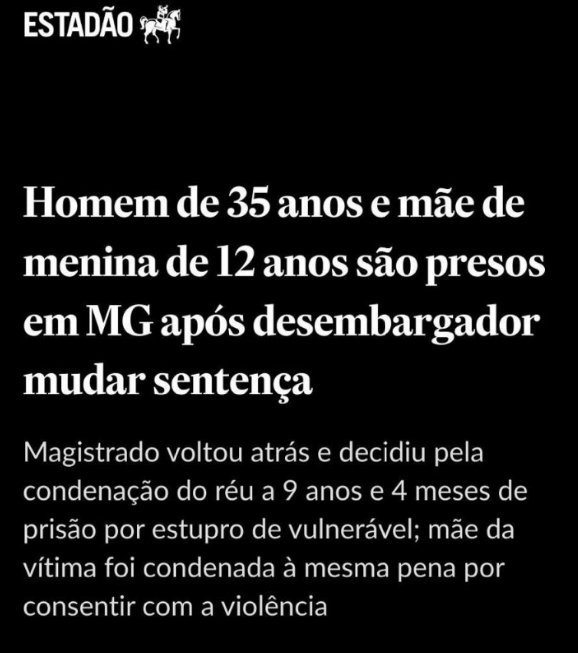 ESTADÃO
Homem de 35 anos e mãe de
menina de 12 anos são presos
em MG após desembargador
mudar sentença
Magistrado voltou atrás e decidiu pela
condenação do réu a 9 anos e 4 meses de
prisão por estupro de vulnerável; mãe da
vítima foi condenada à mesma pena por
consentir com a violência